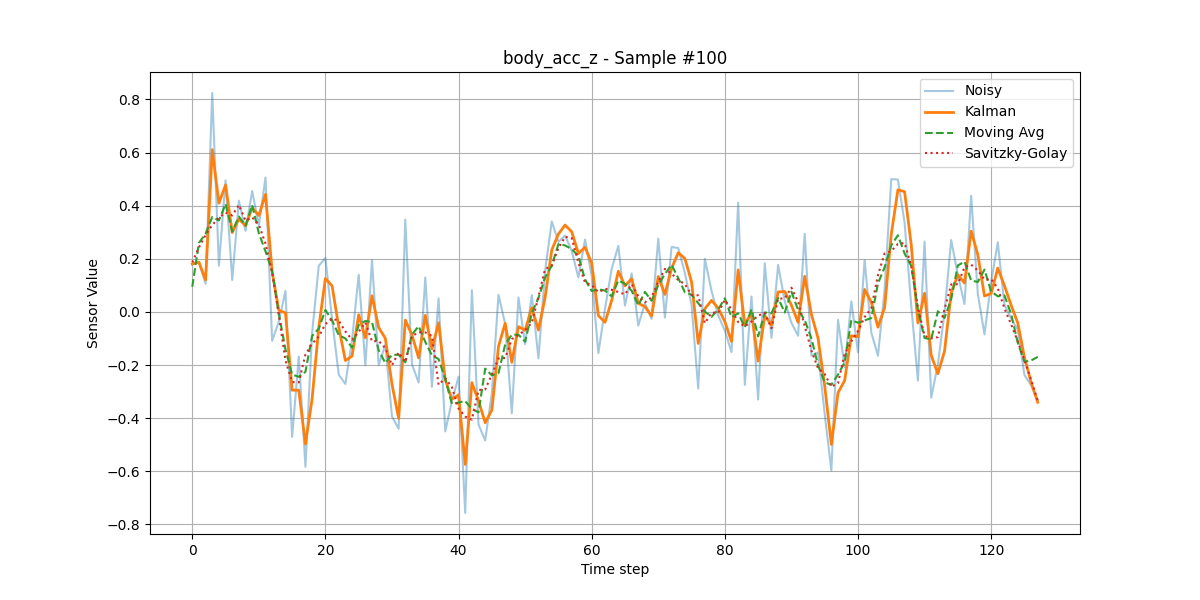 body_acc_z - Sample #100
Noisy
Kalman
Moving Avg
Savitzky-Golay
Sensor Value
0.8
0.6
0.4
0.2
0.0
−0.2
−0.4
−0.6
−0.8
0 20 40 60 80 100 120
Time step